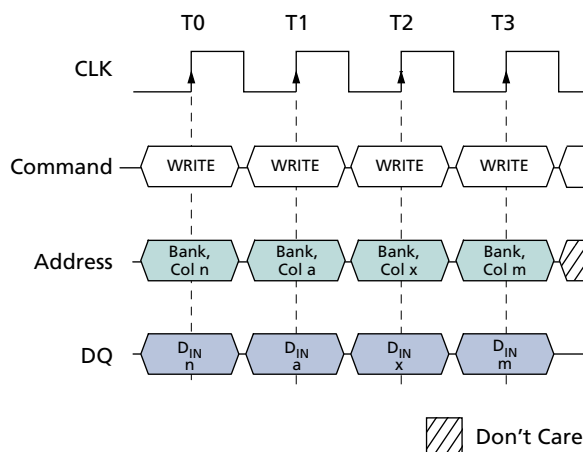 T0 T1 T2 T3
CLK
Command WRITE WRITE WRITE WRITE
Address Bank, Col n Bank, Col a Bank, Col x Bank, Col m
DQ DIN n DIN a DIN x DIN m
Don't Care